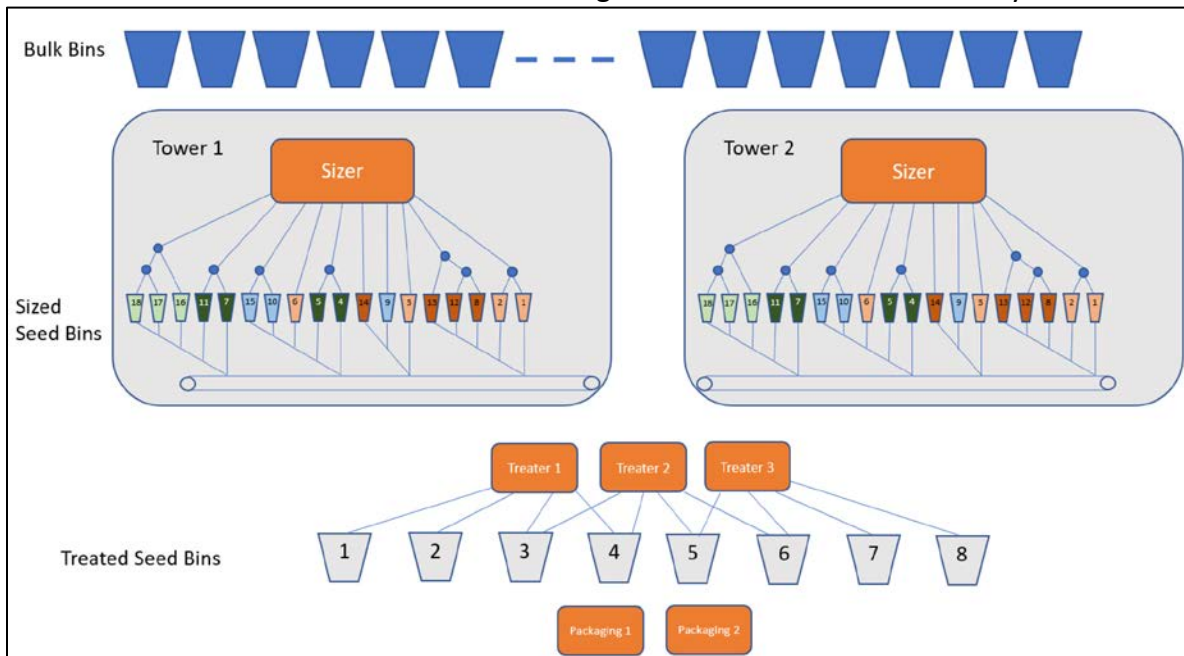 Bulk Bins
Tower 1
Sizer
Tower 2
Sizer
Sized
Seed Bins
18 17 16 11 7 15 10 6 5 4 14 9 13 12 8 2 1
18 17 16 11 7 15 10 6 5 4 14 9 13 12 8 2 1
Treater 1
Treater 2
Treater 3
Treated Seed Bins
1 2 3 4 5 6 7 8
Packaging 1
Packaging 2